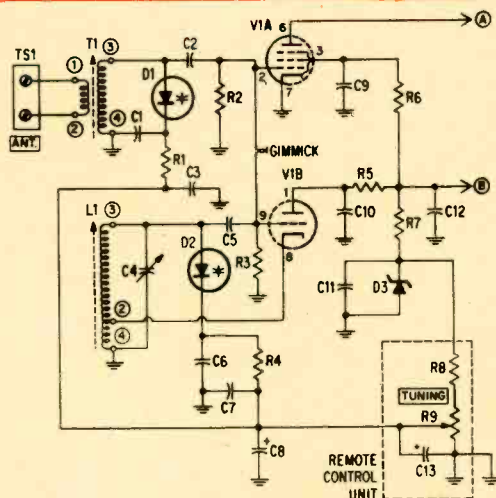 V1A
6
A
TS1
1
T1
3
C2
D1
*
2
3
7
R2
C9
R6
2
ANT.
4
C1
R1
GIMMICK
C3
V1B
1
R5
B
L1
3
D2
*
C5
9
8
C10
R7
C12
C4
R3
2
4
C11
D3
C6
R4
R8
C7
TUNING
R9
+
C8
REMOTE
CONTROL
UNIT
+
C13